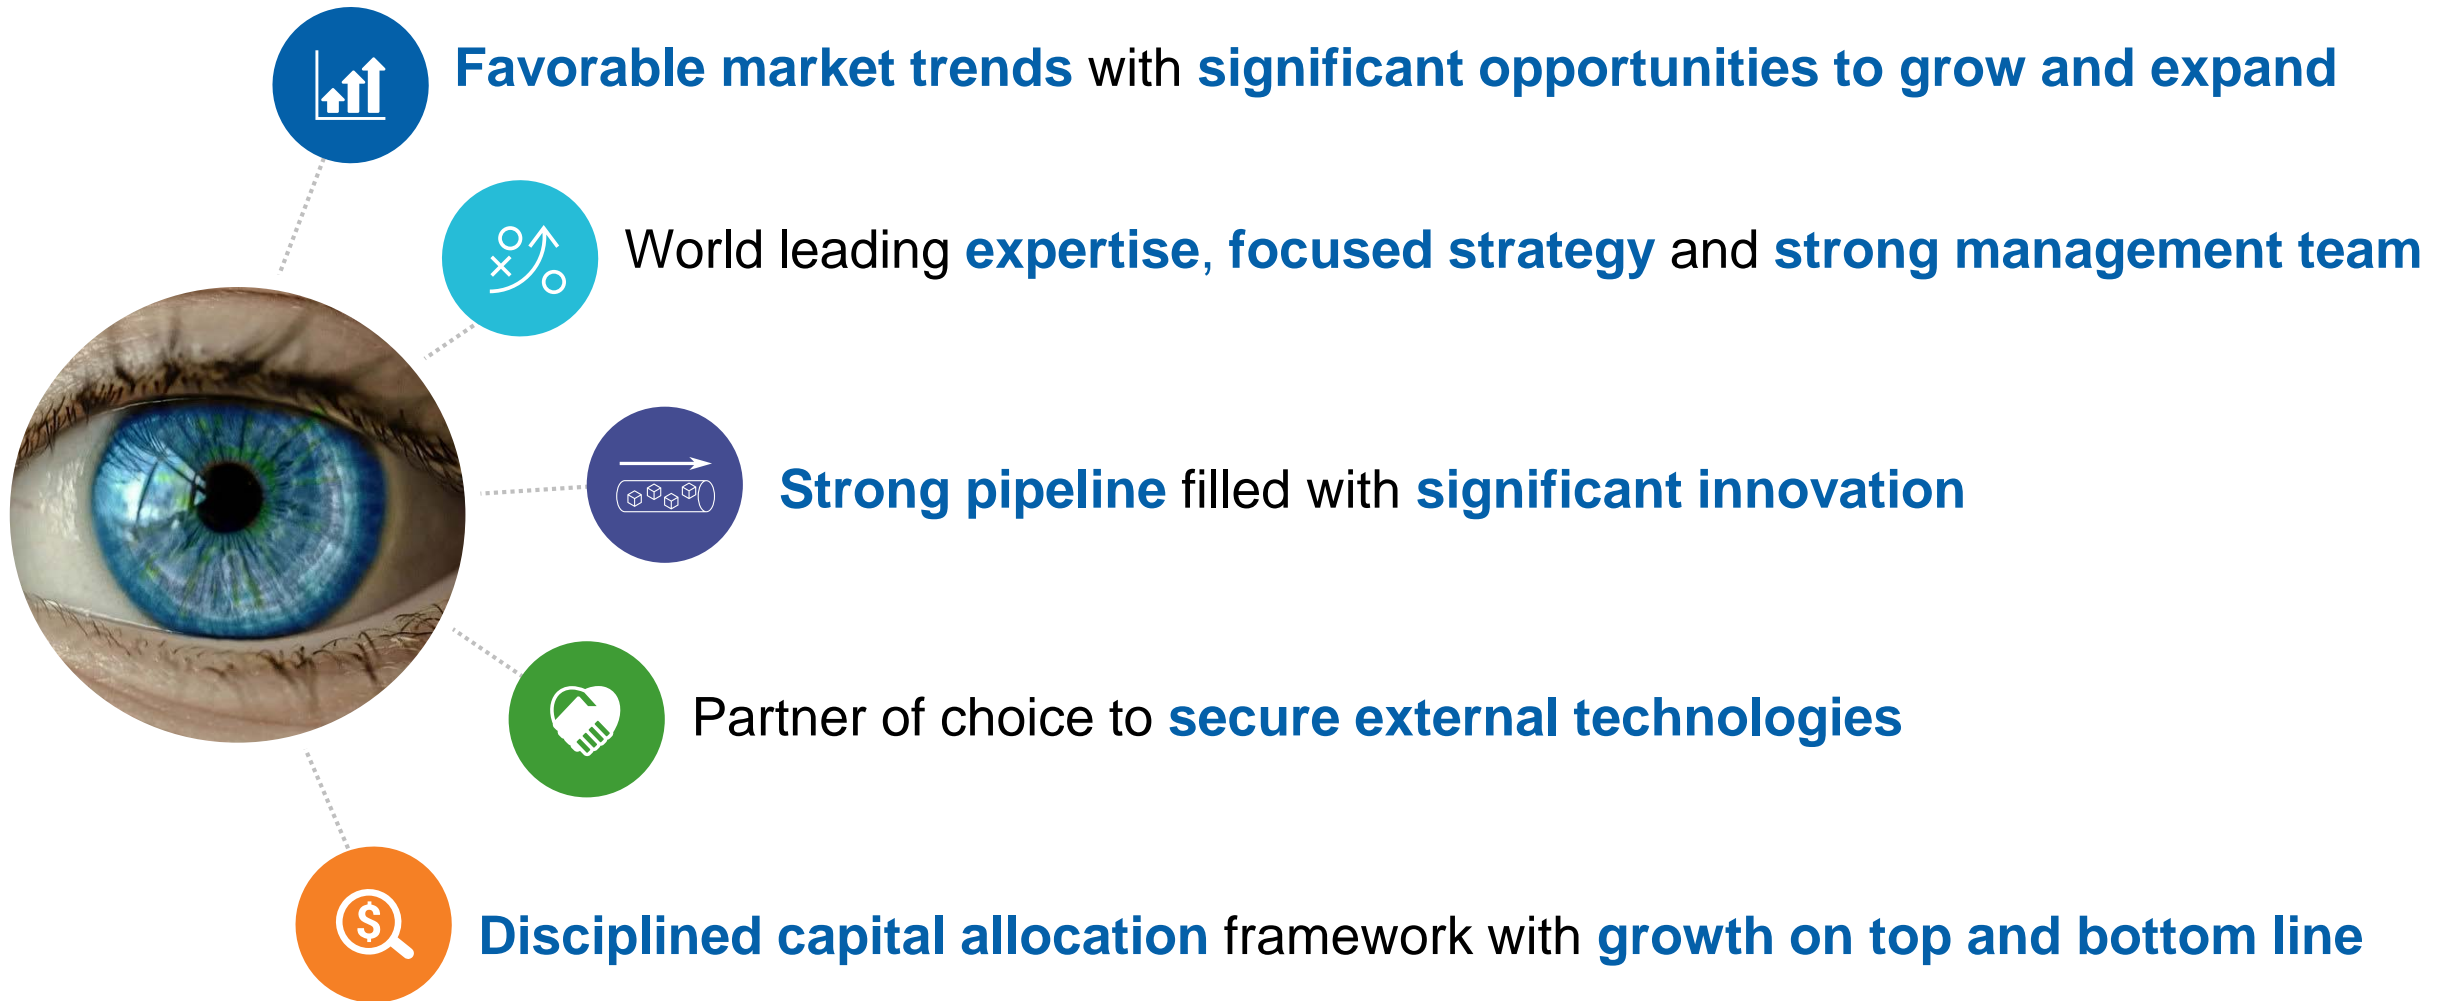 Favorable market trends with significant opportunities to grow and expand
World leading expertise, focused strategy and strong management team
Strong pipeline filled with significant innovation
Partner of choice to secure external technologies
$
Disciplined capital allocation framework with growth on top and bottom line